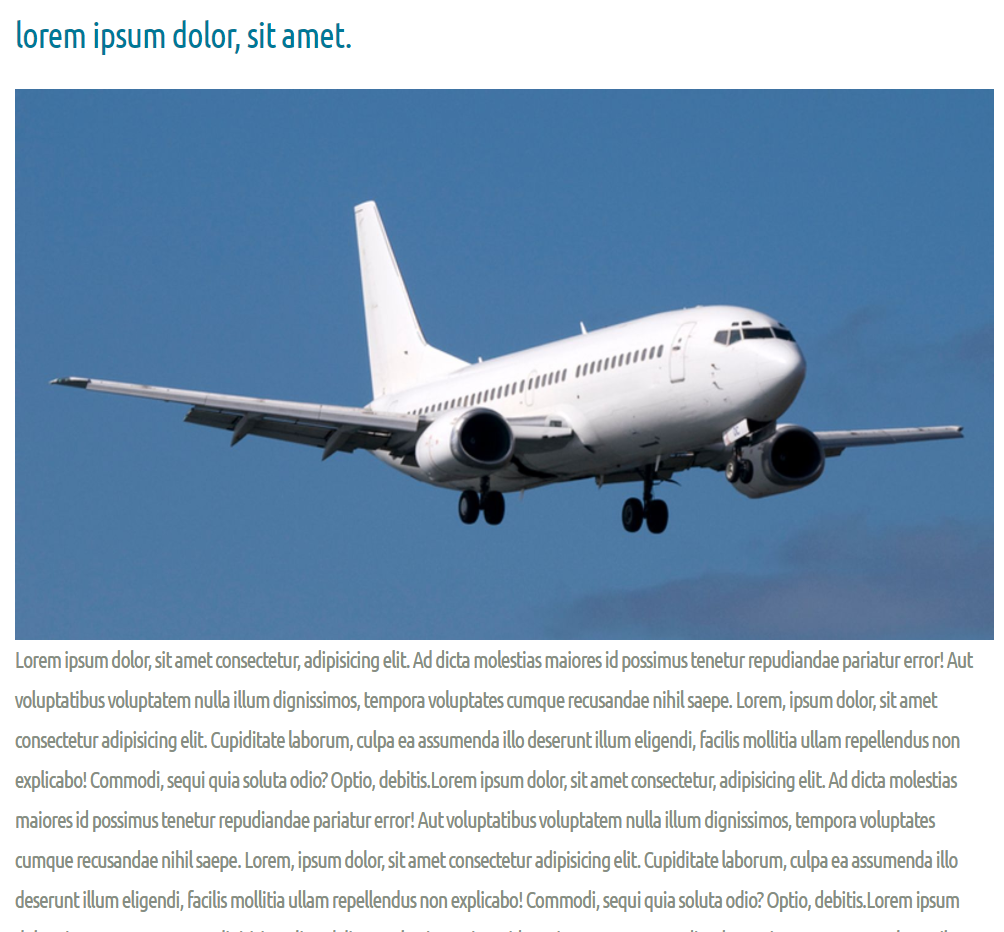 lorem ipsum dolor, sit amet.
Lorem ipsum dolor, sit amet consectetur, adipisicing elit. Ad dicta molestias maiores id possimus tenetur repudiandae pariatur error! Aut
voluptatibus voluptatem nulla illum dignissimos, tempora voluptates cumque recusandae nihil saepe. Lorem, ipsum dolor, sit amet
consectetur adipisicing elit. Cupiditate laborum, culpa ea assumenda illo deserunt illum eligendi, facilis mollitia ullam repellendus non
explicabo! Commodi, sequi quia soluta odio? Optio, debitis.Lorem ipsum dolor, sit amet consectetur, adipisicing elit. Ad dicta molestias
maiores id possimus tenetur repudiandae pariatur error! Aut voluptatibus voluptatem nulla illum dignissimos, tempora voluptates
cumque recusandae nihil saepe. Lorem, ipsum dolor, sit amet consectetur adipisicing elit. Cupiditate laborum, culpa ea assumenda illo
deserunt illum eligendi, facilis mollitia ullam repellendus non explicabo! Commodi, sequi quia soluta odio? Optio, debitis.Lorem ipsum